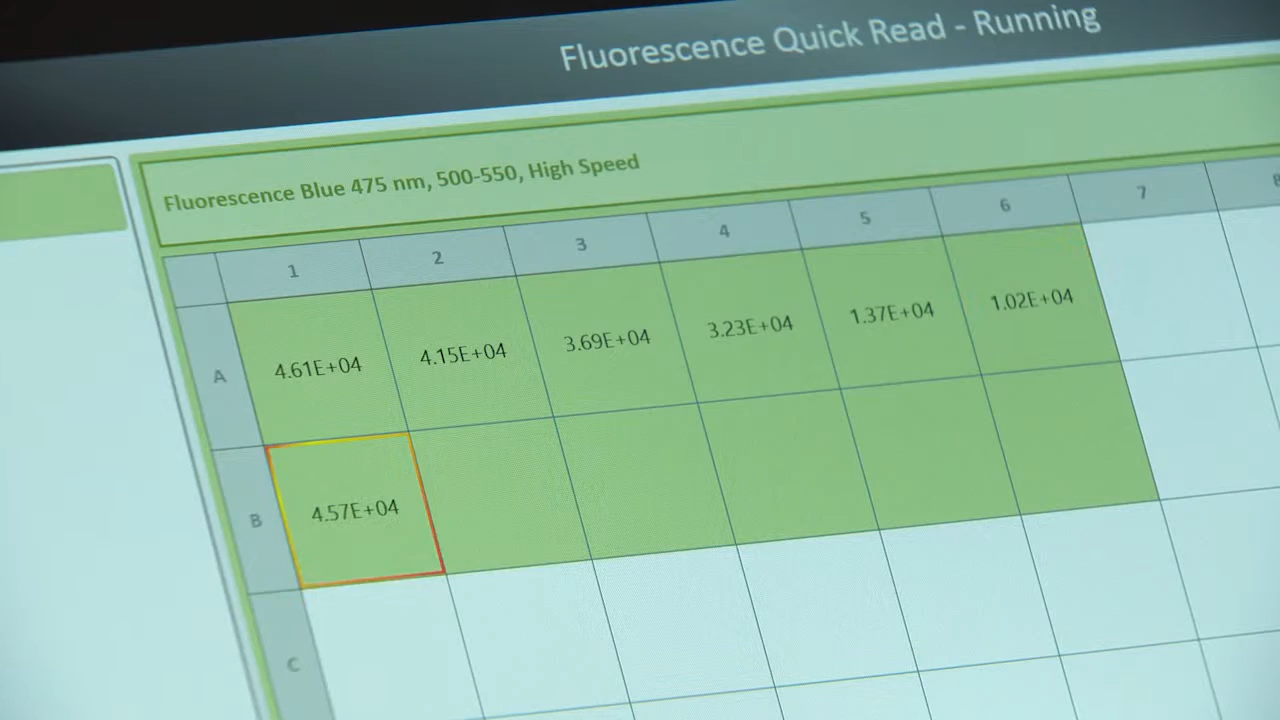 Fluorescence Quick Read - Running
Fluorescence Blue 475 nm, 500-550, High Speed
1 2 3 4 5 6 7 8
A 4.61E+04 4.15E+04 3.69E+04 3.23E+04 1.37E+04 1.02E+04
B 4.57E+04
C